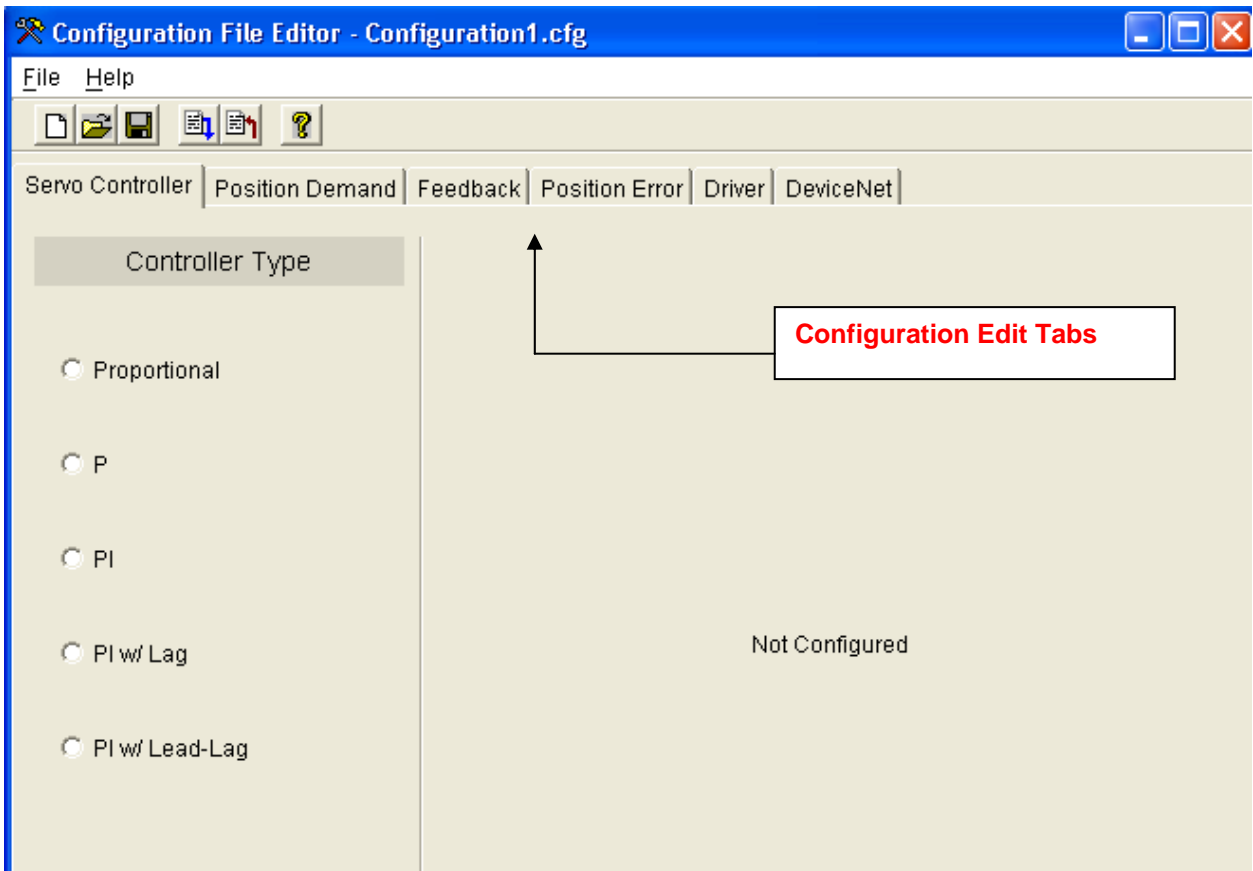 Configuration File Editor - Configuration1.cfg
File Help
Servo Controller Position Demand Feedback Position Error Driver DeviceNet
Controller Type
Configuration Edit Tabs
Proportional
P
PI
Not Configured
PI w/ Lag
PI w/ Lead-Lag